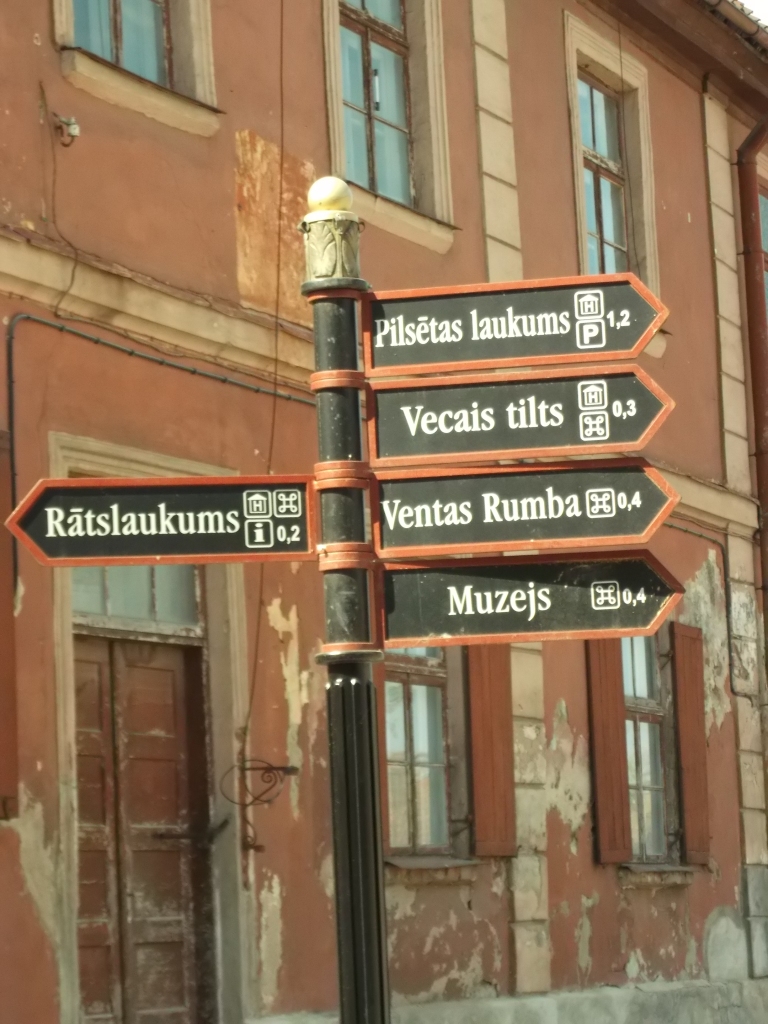 Pilsētas laukums H P 1,2
Vecais tilts H ⌘ 0,3
Rātslaukums H ⌘ i 0,2
Ventas Rumba ⌘ 0,4
Muzejs ⌘ 0,4